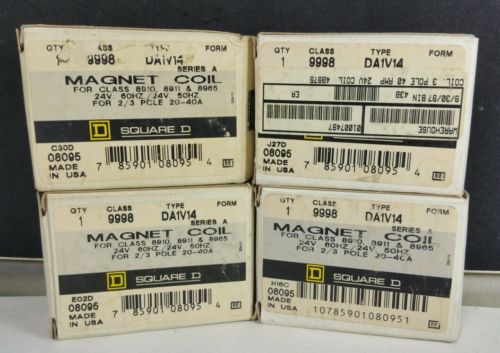 QTY CLASS TYPE FORM
1 9998 DA1V14
SERIES A
MAGNET COIL
FOR CLASS 8910, 8911 & 8965
24V 60HZ/24V, 50HZ
FOR 2/3 POLE 20-40A
D SQUARE D
C30D
08095
MADE
IN USA
7 85901 08095 4
QTY CLASS TYPE FORM
1 9998 DA1V14
COIL. 3 POLE 40 AMP 24V COIL 48975
9/30/97 BIN 43B ER
WAREHOUSE
01007497
D SQUARE D
J27D
08095
MADE
IN USA
7 85901 08095 4
QTY CLASS TYPE FORM
1 9998 DA1V14
SERIES A
MAGNET COIL
FOR CLASS 8910, 8911 & 8965
24V 60HZ/24V, 50HZ
FOR 2/3 POLE 20-40A
D SQUARE D
E02D
08095
MADE
IN USA
7 85901 08095 4
QTY CLASS TYPE FORM
1 9998 DA1V14
SERIES A
MAGNET COIL
FOR CLASS 8910, 8911 & 8965
24V 60HZ/24V, 50HZ
FOR 2/3 POLE 20-40A
D SQUARE D
H16C
08095
MADE
IN USA
10785901080951